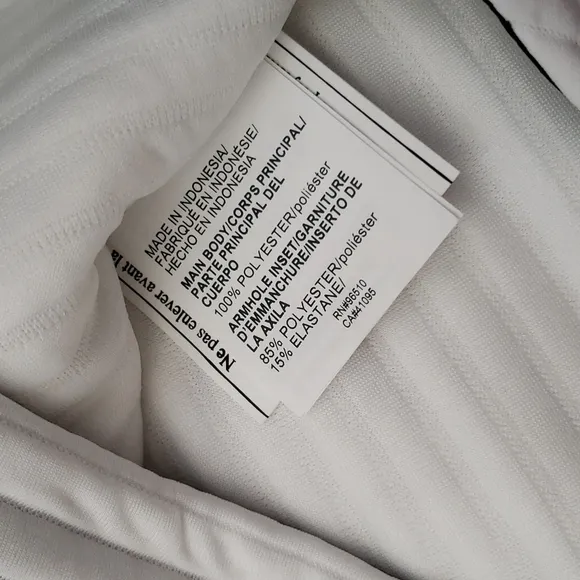 MADE IN INDONESIA/
FABRIQUÉ EN INDONÉSIE/
HECHO EN INDONESIA
MAIN BODY/CORPS PRINCIPAL/
PARTE PRINCIPAL DEL
CUERPO
100% POLYESTER/poliéster
ARMHOLE INSET/GARNITURE
D'EMMANCHURE/INSERTO DE
LA AXILA
85% POLYESTER/poliéster
15% ELASTANE/
RN#96510
CA#41095
Ne pas enlever avant la